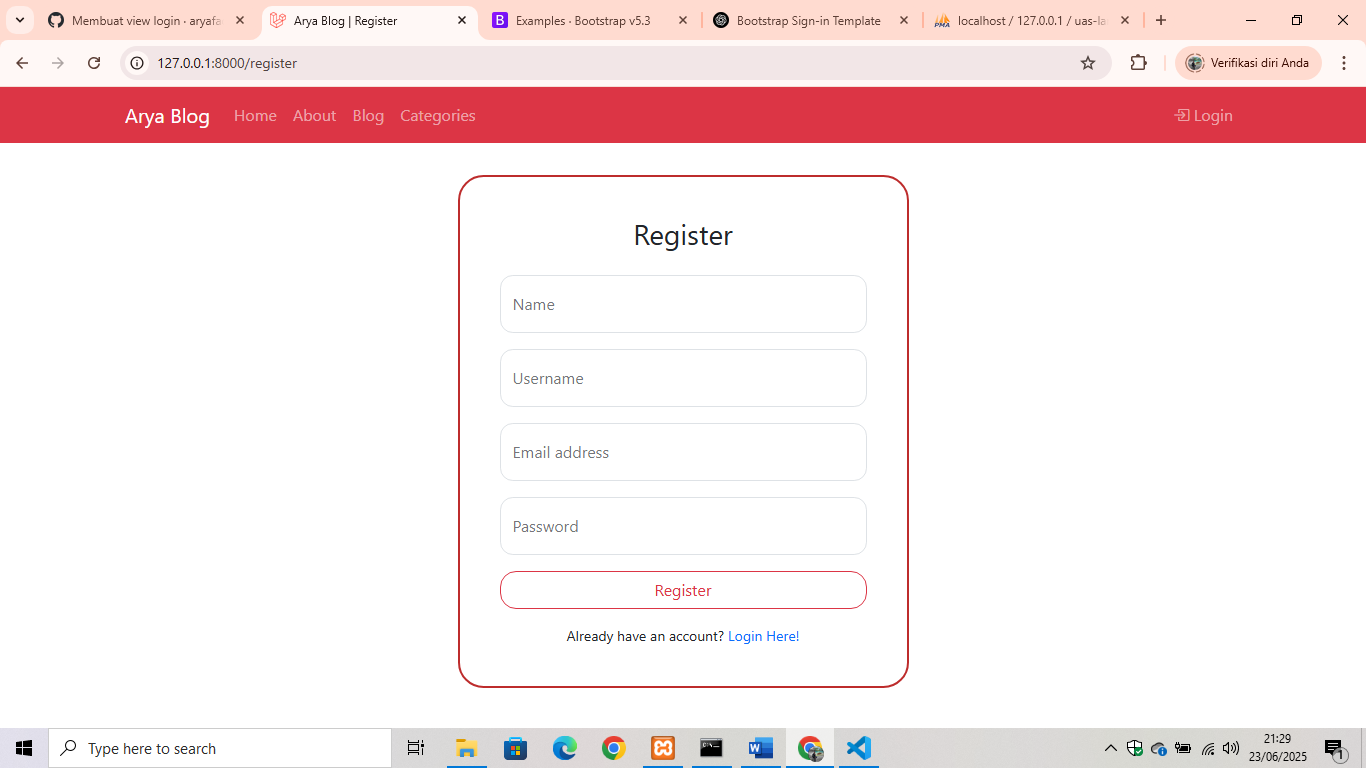 Membuat view login · aryafa
Arya Blog | Register
Examples · Bootstrap v5.3
Bootstrap Sign-in Template
localhost / 127.0.0.1 / uas-la
127.0.0.1:8000/register
Verifikasi diri Anda
Arya Blog
Home
About
Blog
Categories
Login
Register
Name
Username
Email address
Password
Register
Already have an account? Login Here!
Type here to search
21:29
23/06/2025
1